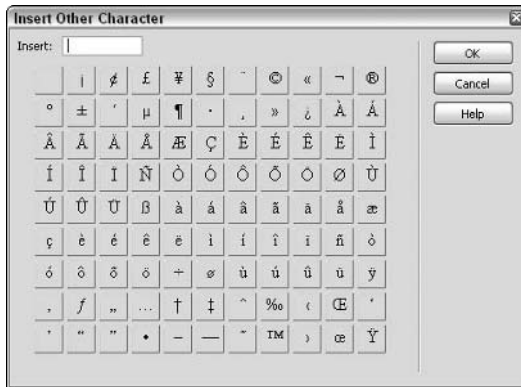 Insert Other Character
Insert:
OK
Cancel
Help
¡ ¢ £ ¥ § ¨ © « ¬ ®
° ± ´ µ ¶ · ¸ » ¿ À Á
Â Ã Ä Å Æ Ç È É Ê Ë Ì
Í Î Ï Ñ Ò Ó Ô Õ Ö Ø Ù
Ú Û Ü ß à á â ã ä å æ
ç è é ê ë ì í î ï ñ ò
ó ô õ ö ÷ ø ù ú û ü ÿ
‚ ƒ „ … † ‡ ˆ ‰ ‹ Œ ‘
’ “ ” • – — ˜ ™ › œ Ÿ